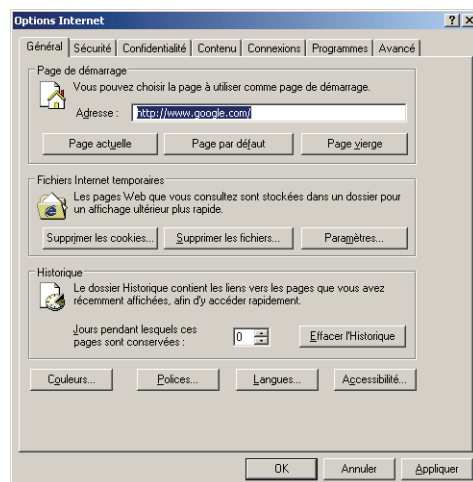 Options Internet
Général Sécurité Confidentialité Contenu Connexions Programmes Avancé
Page de démarrage
Vous pouvez choisir la page à utiliser comme page de démarrage.
Adresse : http://www.google.com/
Page actuelle Page par défaut Page vierge
Fichiers Internet temporaires
Les pages Web que vous consultez sont stockées dans un dossier pour
un affichage ultérieur plus rapide.
Supprimer les cookies... Supprimer les fichiers... Paramètres...
Historique
Le dossier Historique contient les liens vers les pages que vous avez
récemment affichées, afin d'y accéder rapidement.
Jours pendant lesquels ces
pages sont conservées : 0 Effacer l'Historique
Couleurs... Polices... Langues... Accessibilité...
OK Annuler Appliquer